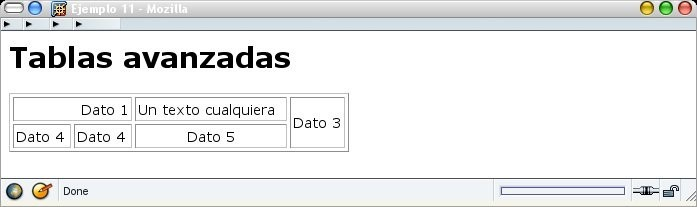 Ejemplo 11 - Mozilla
Tablas avanzadas
Dato 1 Un texto cualquiera Dato 3
Dato 4 Dato 4 Dato 5
Done